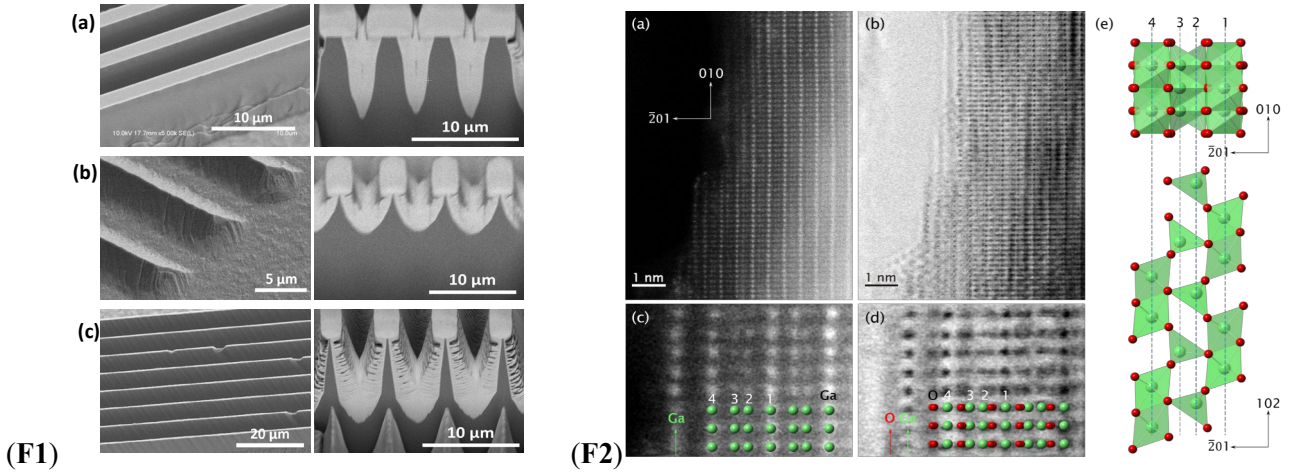 (a)
10.0kV 17.7mm x5.00k SE(L)
10 µm
10.0um
10 µm
(b)
5 µm
10 µm
(c)
20 µm
10 µm
(F1)
(a)
010
2̅01
1 nm
(b)
1 nm
(c)
4 3 2 1 Ga
Ga
(d)
O 4 3 2 1
O Ga
(e)
4 3 2 1
010
2̅01
102
2̅01
(F2)